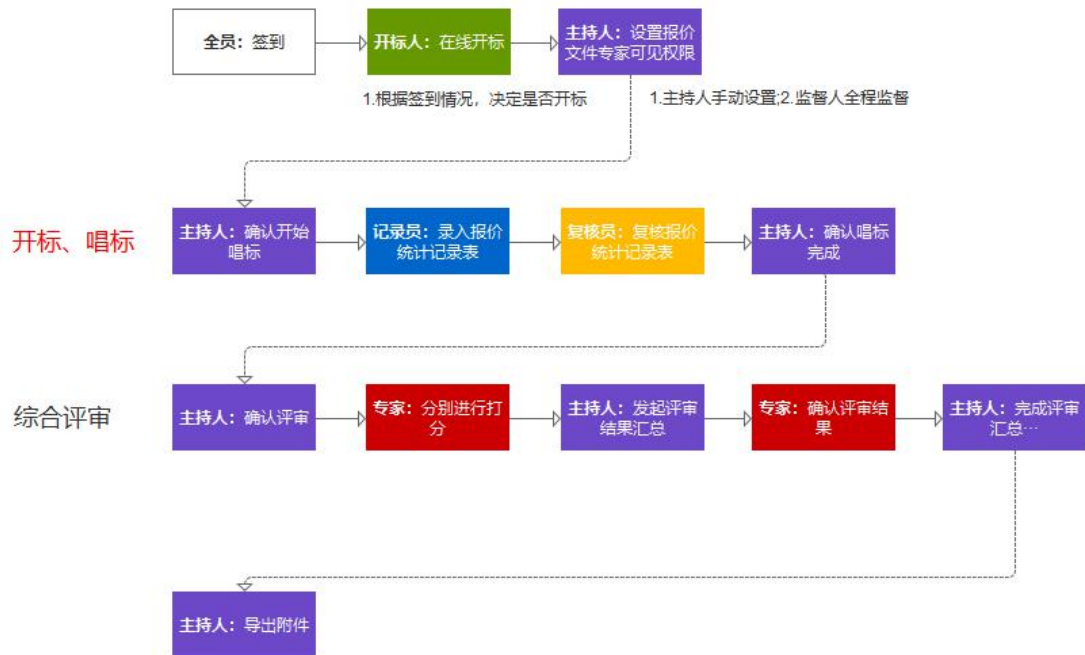 全员：签到
开标人：在线开标
主持人：设置报价
文件专家可见权限
1.根据签到情况，决定是否开标
1.主持人手动设置;2.监督人全程监督
开标、唱标
主持人：确认开始
唱标
记录员：录入报价
统计记录表
复核员：复核报价
统计记录表
主持人：确认唱标
完成
综合评审
主持人：确认评审
专家：分别进行打
分
主持人：发起评审
结果汇总
专家：确认评审结
果
主持人：完成评审
汇总…
主持人：导出附件